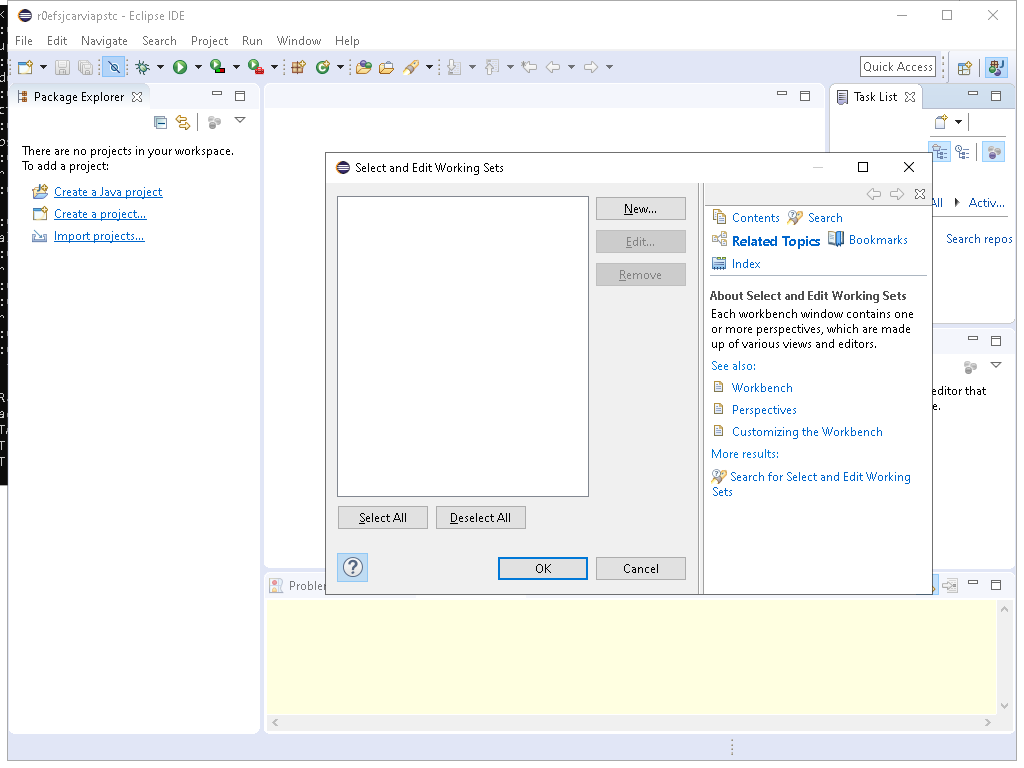 r0efsjcarviapstc - Eclipse IDE
File Edit Navigate Search Project Run Window Help
Quick Access
Package Explorer
Task List
There are no projects in your workspace.
To add a project:
Create a Java project
Create a project...
Import projects...
Select and Edit Working Sets
New...
Edit...
Remove
Select All
Deselect All
OK
Cancel
Contents Search
Related Topics Bookmarks
Index
About Select and Edit Working Sets
Each workbench window contains one
or more perspectives, which are made
up of various views and editors.
See also:
Workbench
Perspectives
Customizing the Workbench
More results:
Search for Select and Edit Working
Sets
All Activ...
Search repos
editor that
e.
Probler